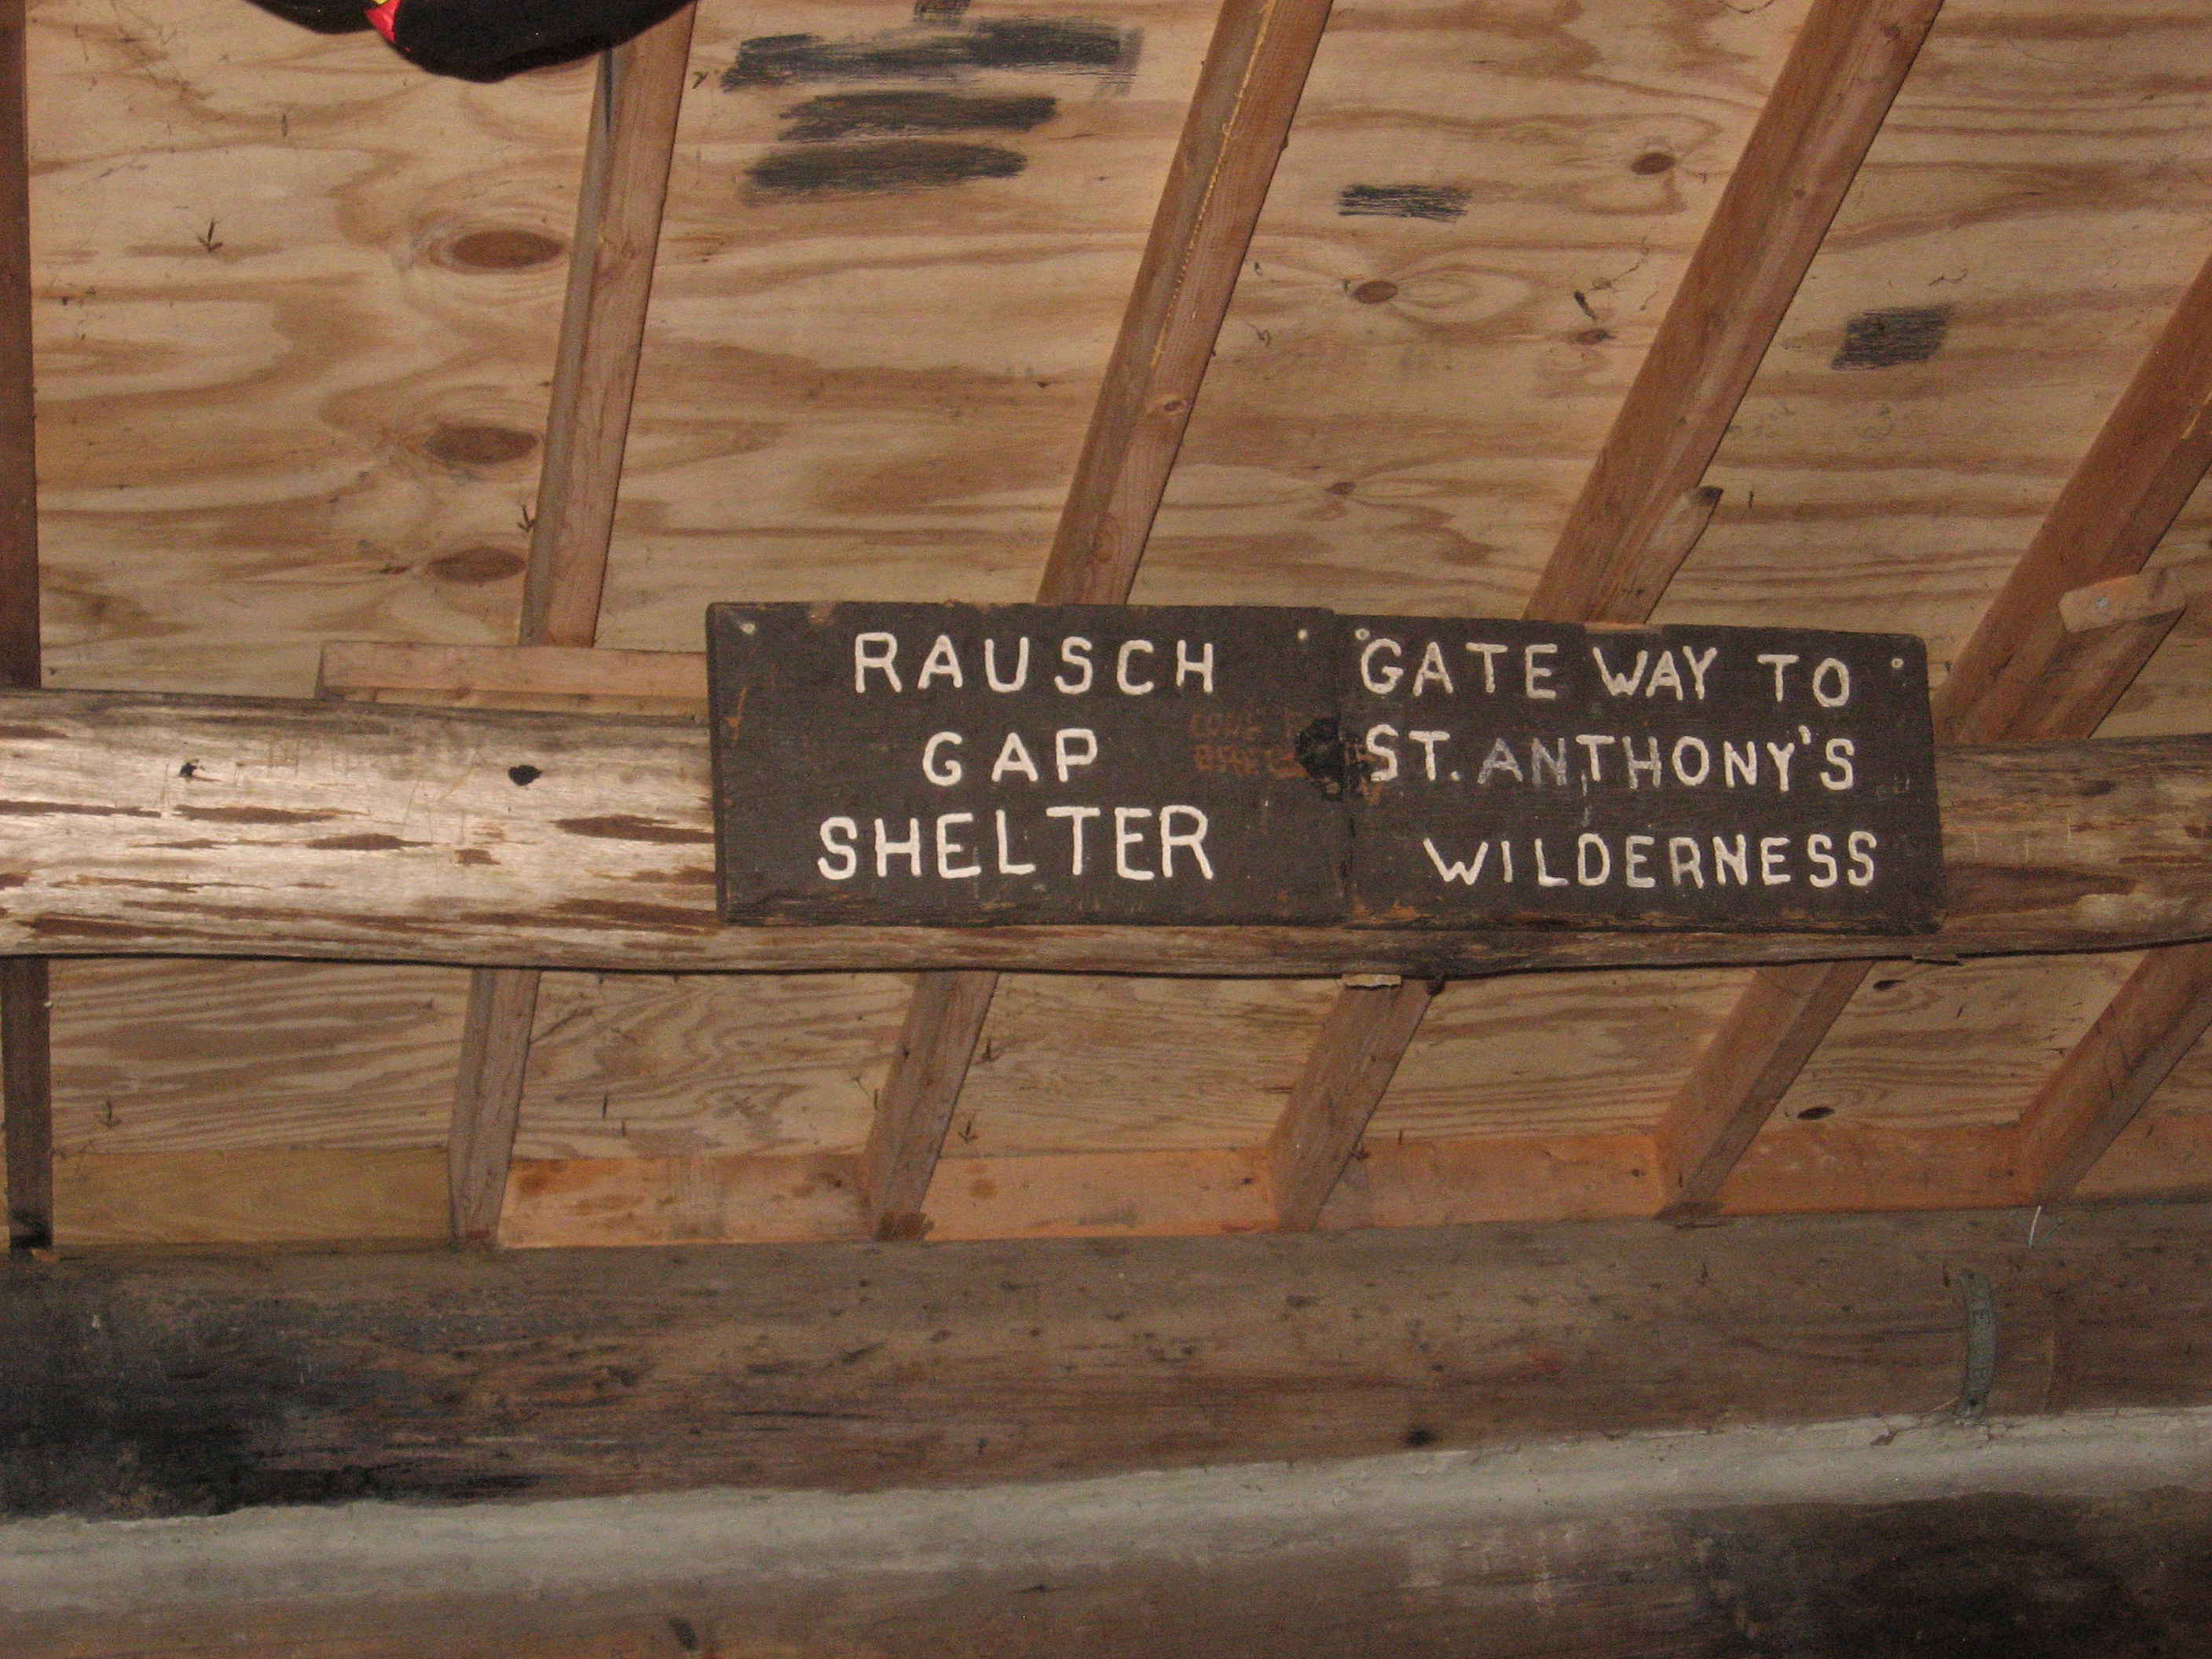 RAUSCH
GAP
SHELTER
GATE WAY TO
ST. ANTHONY'S
WILDERNESS